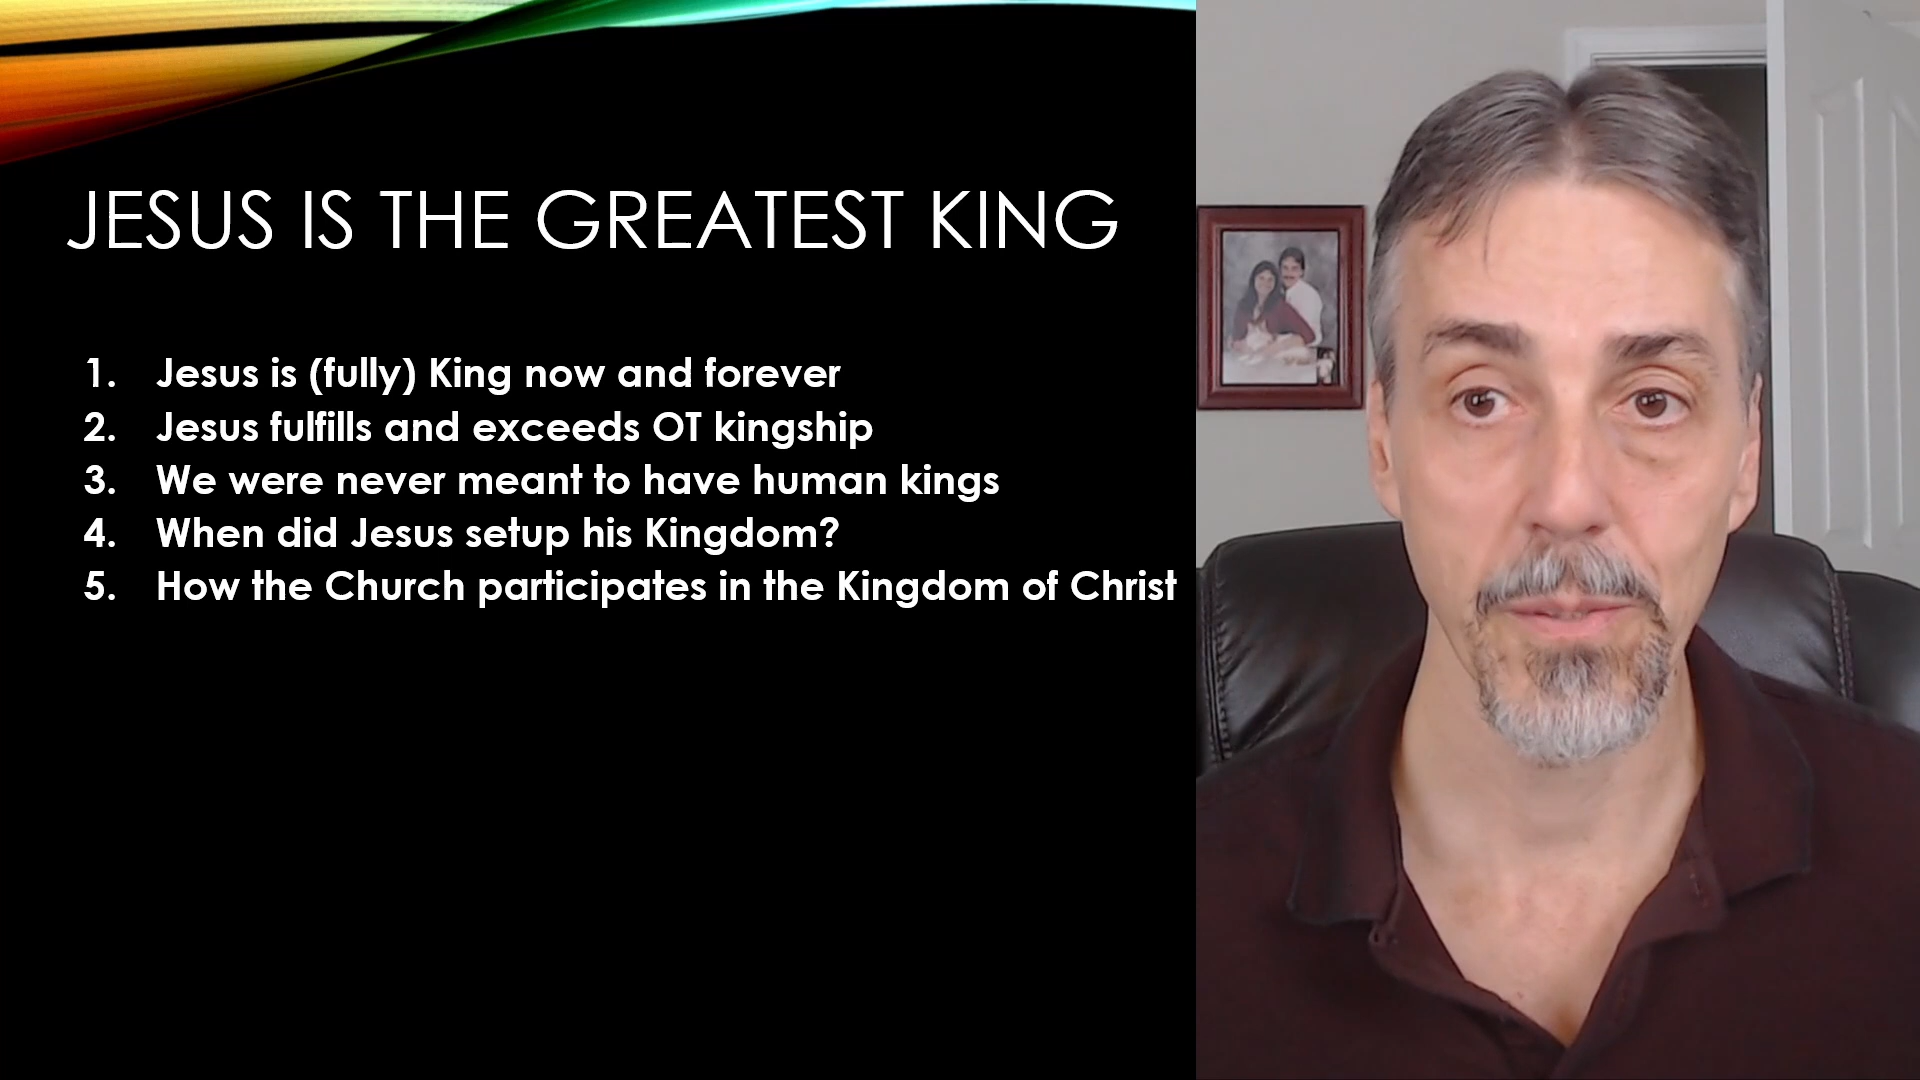 JESUS IS THE GREATEST KING
1. Jesus is (fully) King now and forever
2. Jesus fulfills and exceeds OT kingship
3. We were never meant to have human kings
4. When did Jesus setup his Kingdom?
5. How the Church participates in the Kingdom of Christ